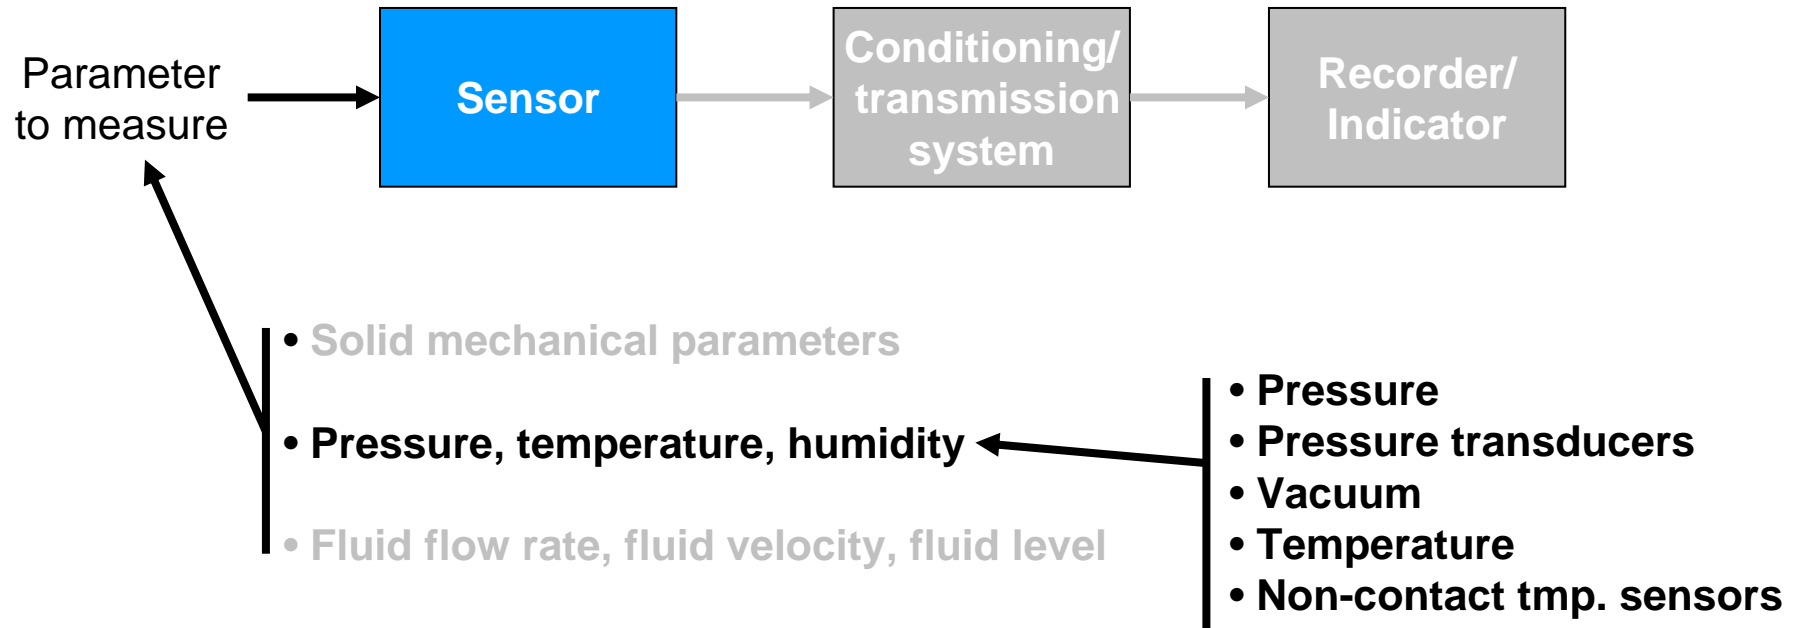 Parameter
to measure
Sensor
Conditioning/
transmission
system
Recorder/
Indicator
• Solid mechanical parameters
• Pressure, temperature, humidity
• Fluid flow rate, fluid velocity, fluid level
• Pressure
• Pressure transducers
• Vacuum
• Temperature
• Non-contact tmp. sensors